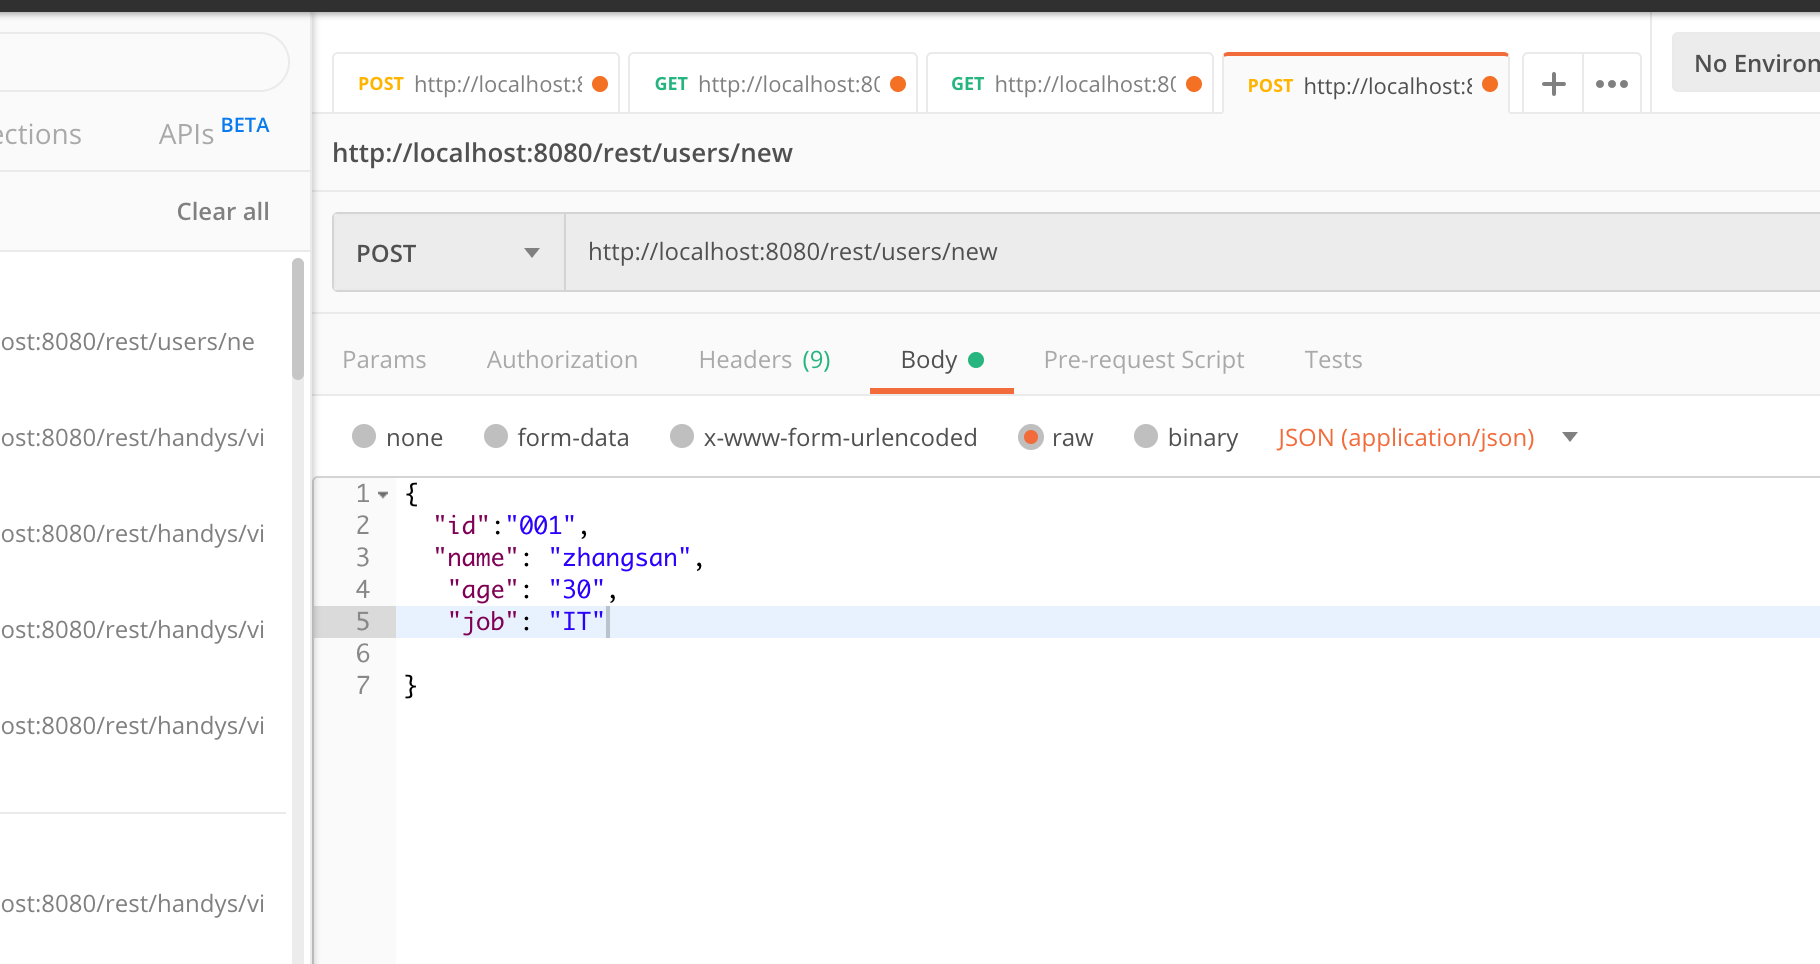 POST http://localhost:8
GET http://localhost:80
GET http://localhost:80
POST http://localhost:8
No Environ
ections
APIs BETA
http://localhost:8080/rest/users/new
Clear all
POST
http://localhost:8080/rest/users/new
ost:8080/rest/users/ne
ost:8080/rest/handys/vi
ost:8080/rest/handys/vi
ost:8080/rest/handys/vi
ost:8080/rest/handys/vi
ost:8080/rest/handys/vi
Params Authorization Headers (9) Body Pre-request Script Tests
none form-data x-www-form-urlencoded raw binary JSON (application/json)
1 {
2 "id":"001",
3 "name": "zhangsan",
4 "age": "30",
5 "job": "IT"
6
7 }